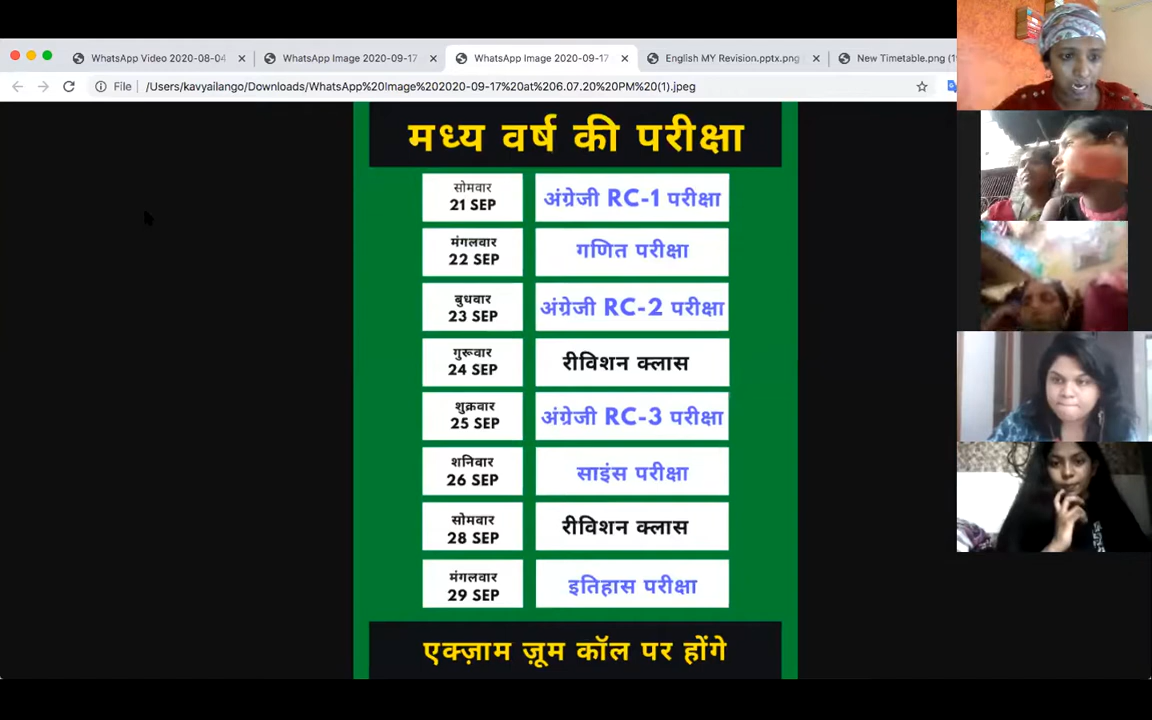 WhatsApp Video 2020-08-04
WhatsApp Image 2020-09-17
WhatsApp Image 2020-09-17
English MY Revision.pptx.png
New Timetable.png (1
File
/Users/kavyailango/Downloads/WhatsApp%20Image%202020-09-17%20at%206.07.20%20PM%20(1).jpeg
मध्य वर्ष की परीक्षा
सोमवार
21 SEP
अंग्रेजी RC-1 परीक्षा
मंगलवार
22 SEP
गणित परीक्षा
बुधवार
23 SEP
अंग्रेजी RC-2 परीक्षा
गुरूवार
24 SEP
रीविशन क्लास
शुक्रवार
25 SEP
अंग्रेजी RC-3 परीक्षा
शनिवार
26 SEP
साइंस परीक्षा
सोमवार
28 SEP
रीविशन क्लास
मंगलवार
29 SEP
इतिहास परीक्षा
एक्ज़ाम ज़ूम कॉल पर होंगे